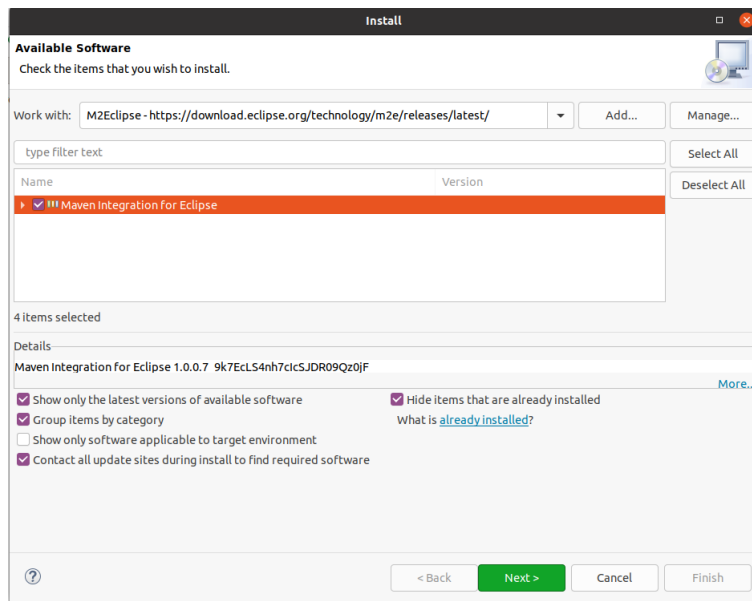 Install
Available Software
Check the items that you wish to install.
Work with: M2Eclipse - https://download.eclipse.org/technology/m2e/releases/latest/ Add... Manage...
type filter text Select All
Name Version Deselect All
Maven Integration for Eclipse
4 items selected
Details
Maven Integration for Eclipse 1.0.0.7 9k7EcLS4nh7cIcSJDR09Qz0jF
More..
Show only the latest versions of available software Hide items that are already installed
Group items by category What is already installed?
Show only software applicable to target environment
Contact all update sites during install to find required software
? < Back Next > Cancel Finish